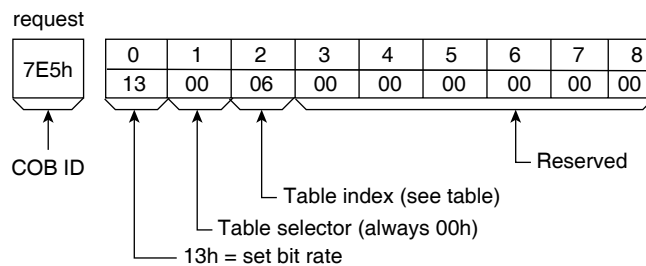 request
7E5h
0 1 2 3 4 5 6 7 8
13 00 06 00 00 00 00 00 00
COB ID
Reserved
Table index (see table)
Table selector (always 00h)
13h = set bit rate